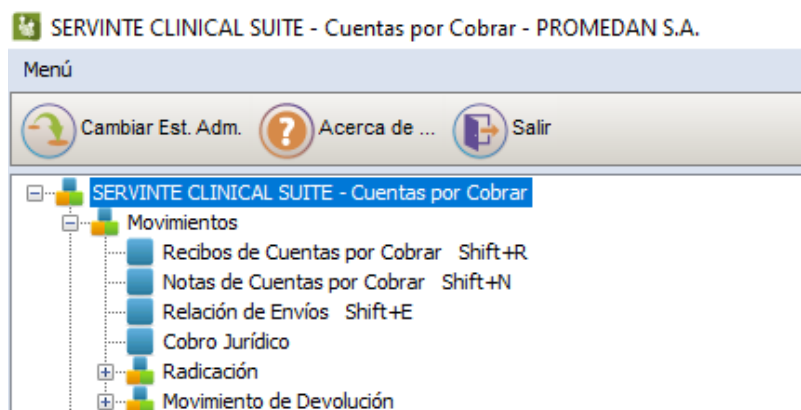 SERVINTE CLINICAL SUITE - Cuentas por Cobrar - PROMEDAN S.A.
Menú
Cambiar Est. Adm. Acerca de ... Salir
SERVINTE CLINICAL SUITE - Cuentas por Cobrar
Movimientos
Recibos de Cuentas por Cobrar Shift+R
Notas de Cuentas por Cobrar Shift+N
Relación de Envíos Shift+E
Cobro Jurídico
Radicación
Movimiento de Devolución